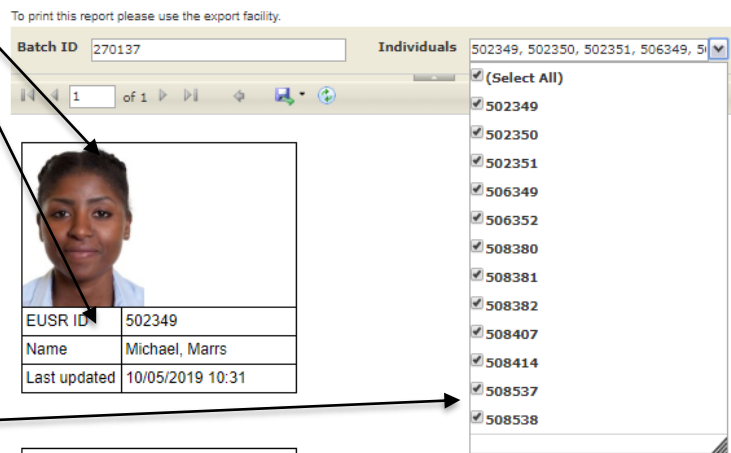 To print this report please use the export facility.
Batch ID 270137 Individuals 502349, 502350, 502351, 506349, 5
1 of 1
(Select All)
502349
502350
502351
506349
506352
508380
508381
508382
508407
508414
508537
508538
EUSR ID 502349
Name Michael, Marrs
Last updated 10/05/2019 10:31